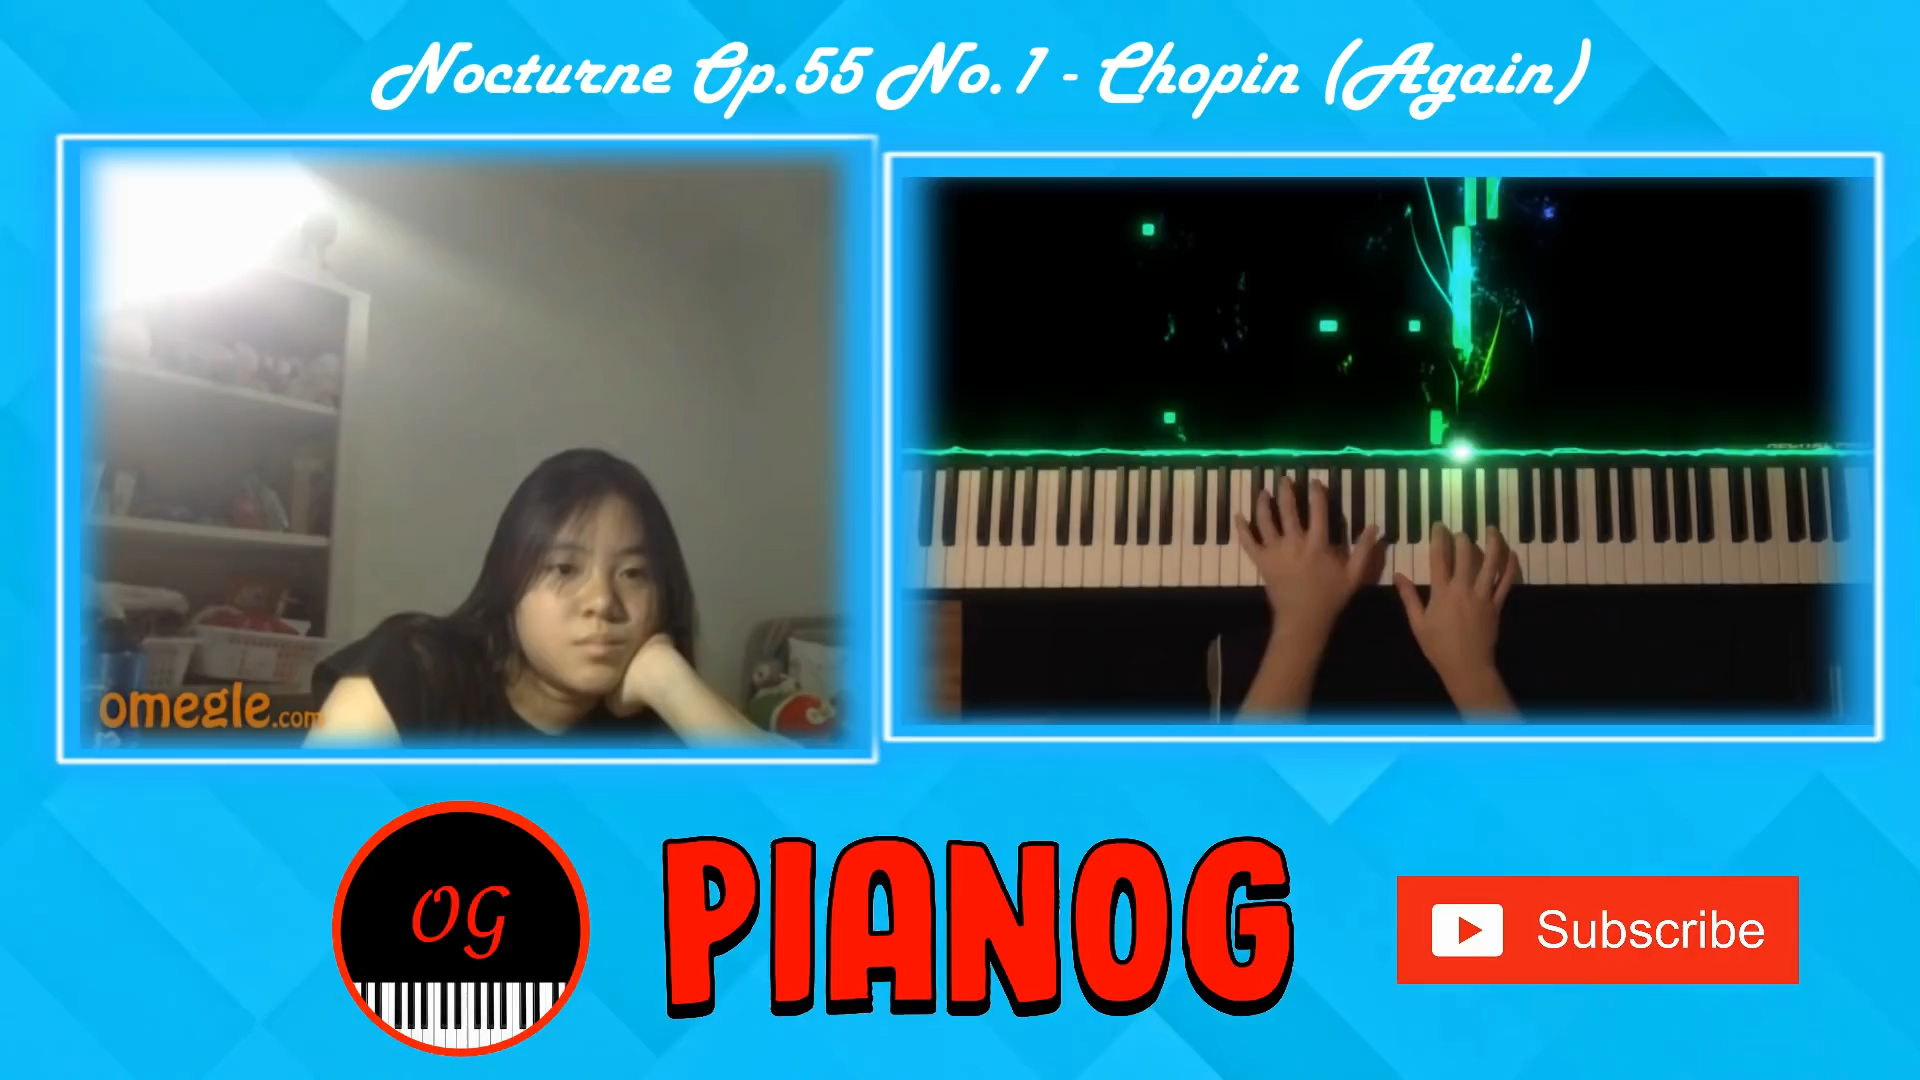 Nocturne Op.55 No.1 - Chopin (Again)
omegle.com
OG
PIANOG
Subscribe